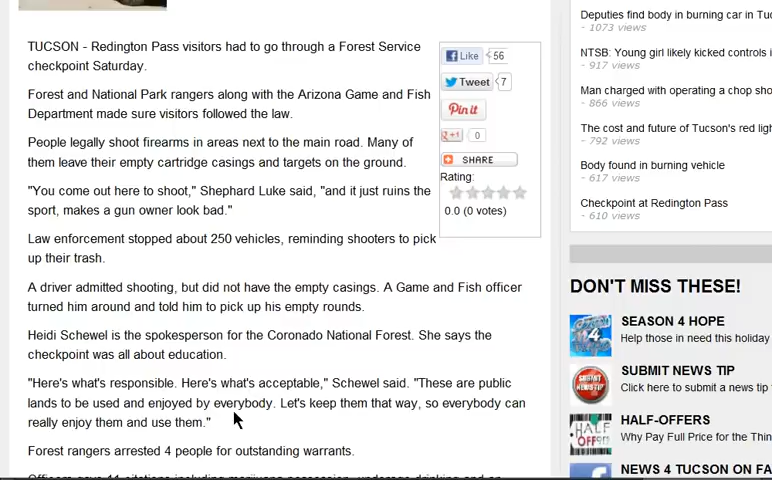 TUCSON - Redington Pass visitors had to go through a Forest Service
checkpoint Saturday.
Forest and National Park rangers along with the Arizona Game and Fish
Department made sure visitors followed the law.
People legally shoot firearms in areas next to the main road. Many of
them leave their empty cartridge casings and targets on the ground.
"You come out here to shoot," Shephard Luke said, "and it just ruins the
sport, makes a gun owner look bad."
Law enforcement stopped about 250 vehicles, reminding shooters to pick
up their trash.
A driver admitted shooting, but did not have the empty casings. A Game and Fish officer
turned him around and told him to pick up his empty rounds.
Heidi Schewel is the spokesperson for the Coronado National Forest. She says the
checkpoint was all about education.
"Here's what's responsible. Here's what's acceptable," Schewel said. "These are public
lands to be used and enjoyed by everybody. Let's keep them that way, so everybody can
really enjoy them and use them."
Forest rangers arrested 4 people for outstanding warrants.
Officers gave 44 citations including marijuana possession, underage drinking and
Like 56
Tweet 7
Pin it
+1 0
SHARE
Rating:
0.0 (0 votes)
Deputies find body in burning car in
- 1073 views
NTSB: Young girl likely kicked controls
- 917 views
Man charged with operating a chop
- 866 views
The cost and future of Tucson's red
- 792 views
Body found in burning vehicle
- 617 views
Checkpoint at Redington Pass
- 610 views
DON'T MISS THESE!
SEASON 4 HOPE
Help those in need this holiday
SUBMIT NEWS TIP
Click here to submit a news tip
HALF-OFFERS
Why Pay Full Price for the
NEWS 4 TUCSON ON